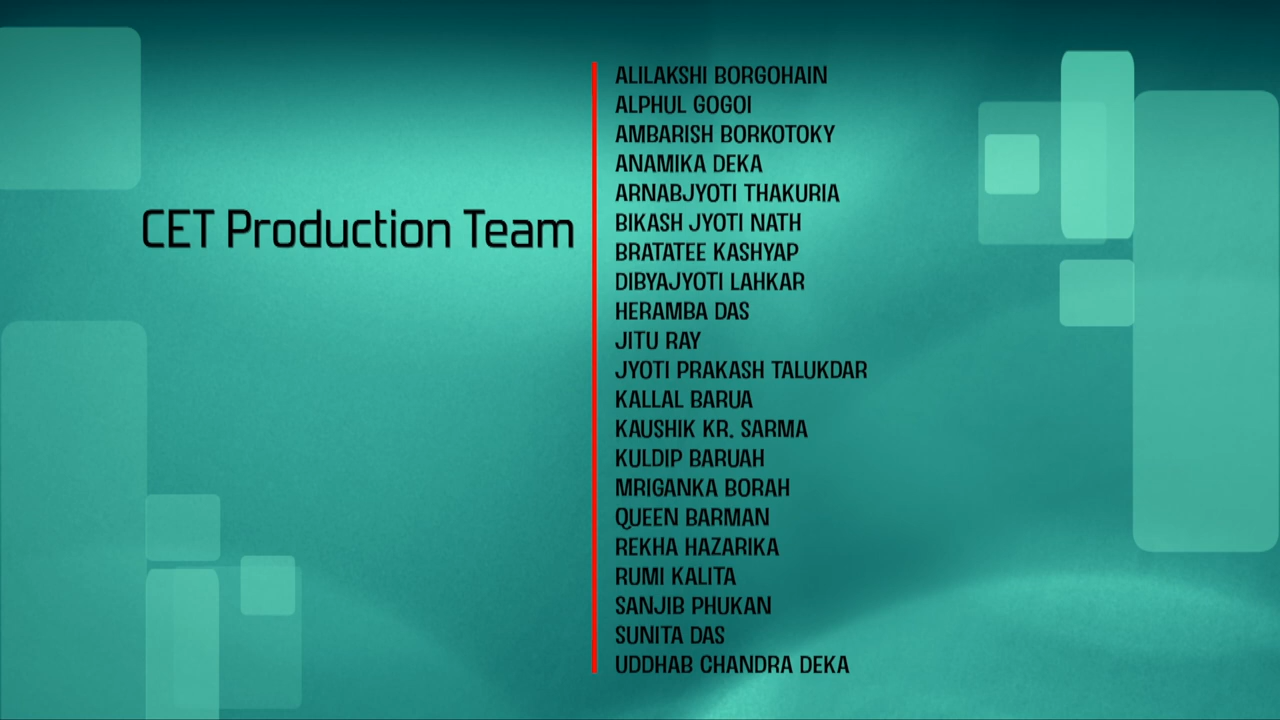 CET Production Team
ALILAKSHI BORGOHAIN
ALPHUL GOGOI
AMBARISH BORKOTOKY
ANAMIKA DEKA
ARNABJYOTI THAKURIA
BIKASH JYOTI NATH
BRATATEE KASHYAP
DIBYAJYOTI LAHKAR
HERAMBA DAS
JITU RAY
JYOTI PRAKASH TALUKDAR
KALLAL BARUA
KAUSHIK KR. SARMA
KULDIP BARUAH
MRIGANKA BORAH
QUEEN BARMAN
REKHA HAZARIKA
RUMI KALITA
SANJIB PHUKAN
SUNITA DAS
UDDHAB CHANDRA DEKA